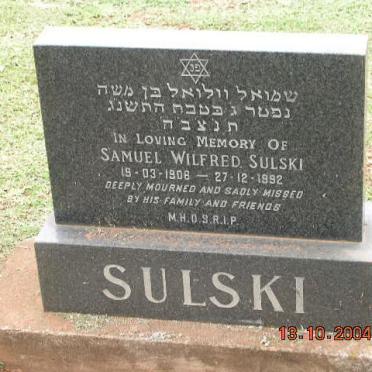 פ נ
שמואל וולואל בן משה
נפטר ג בטבת התשנ״ג
ת נ צ ב ה
IN LOVING MEMORY OF
SAMUEL WILFRED SULSKI
19-03-1906 — 27-12-1992
DEEPLY MOURNED AND SADLY MISSED
BY HIS FAMILY AND FRIENDS
M.H.O.S.R.I.P.
SULSKI
13.10.2004